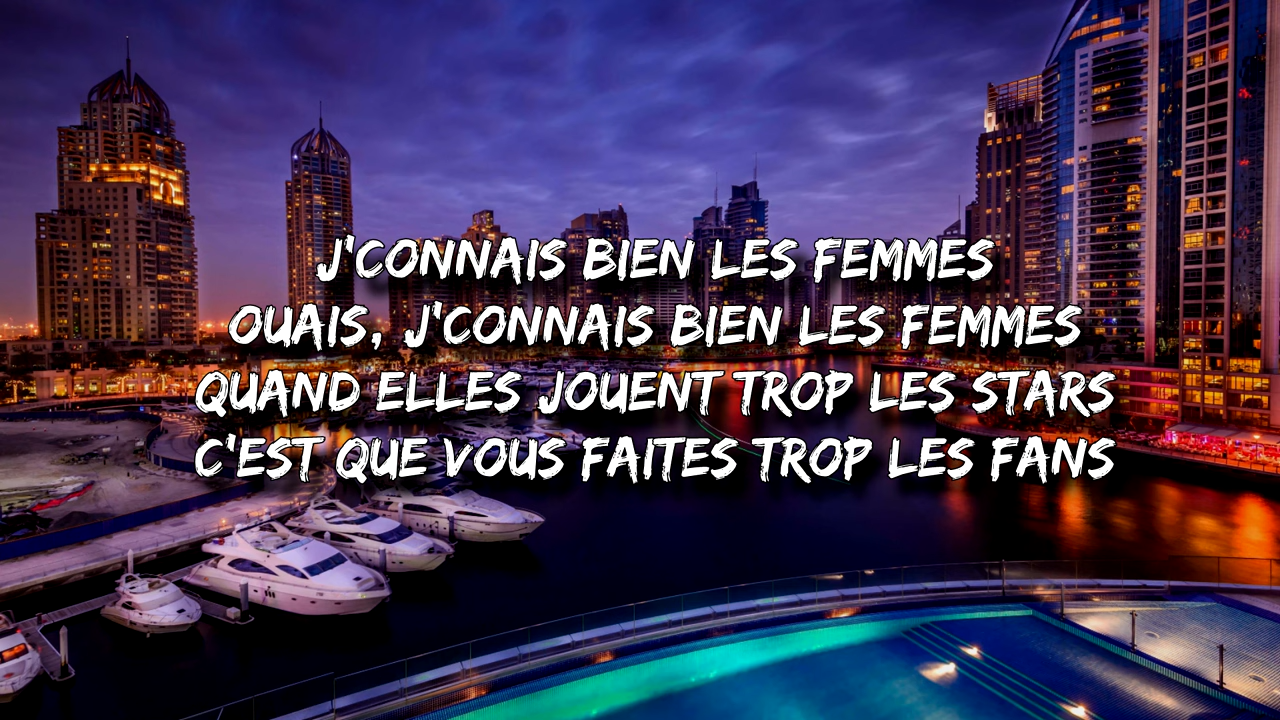 J'CONNAIS BIEN LES FEMMES
OUAIS, J'CONNAIS BIEN LES FEMMES
QUAND ELLES JOUENT TROP LES STARS
C'EST QUE VOUS FAITES TROP LES FANS